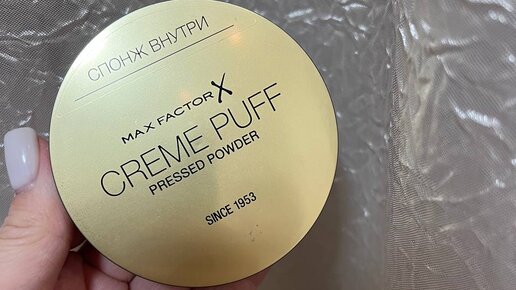 СПОНЖ ВНУТРИ
MAX FACTOR X
CREME PUFF
PRESSED POWDER
SINCE 1953